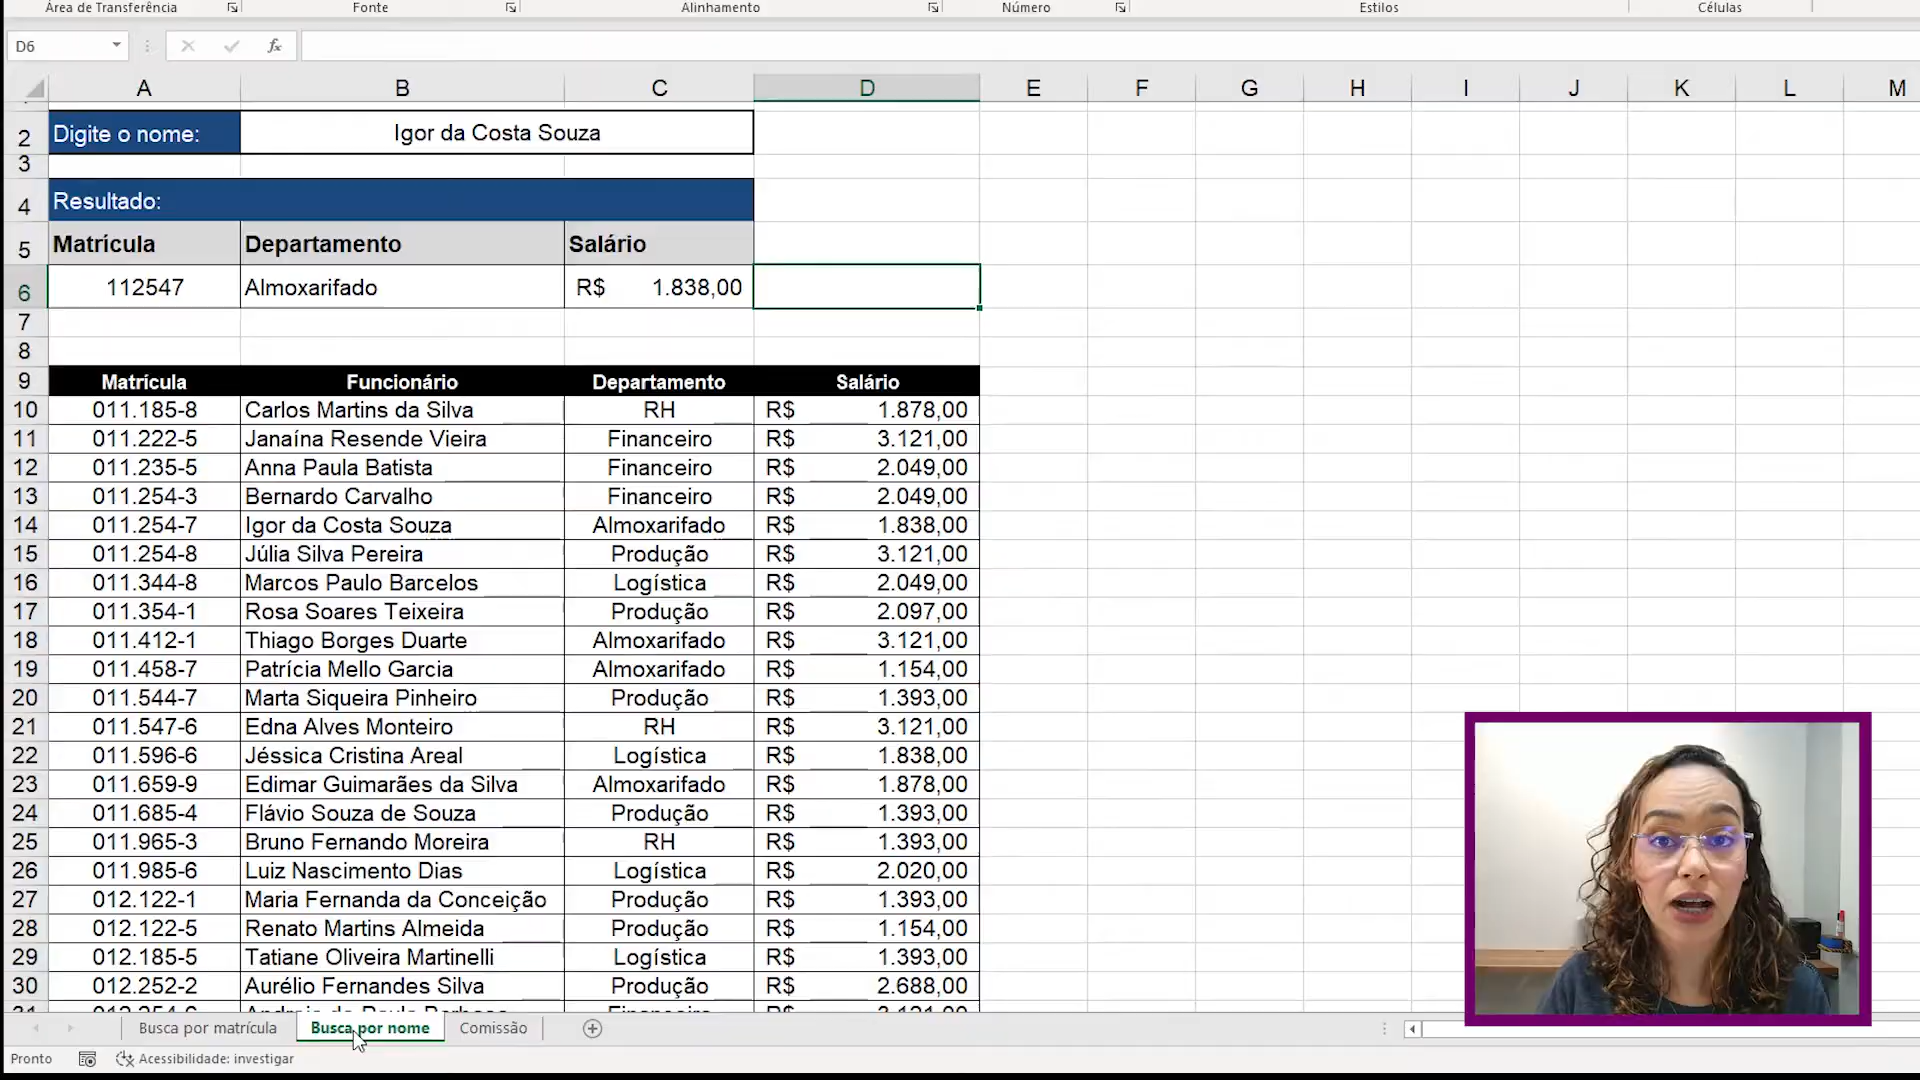 Área de Transferência Fonte Alinhamento Número Estilos Células
D6 fx
A B C D E F G H I J K L M
2 Digite o nome: Igor da Costa Souza
3
4 Resultado:
5 Matrícula Departamento Salário
6 112547 Almoxarifado R$ 1.838,00
7
8
9 Matrícula Funcionário Departamento Salário
10 011.185-8 Carlos Martins da Silva RH R$ 1.878,00
11 011.222-5 Janaína Resende Vieira Financeiro R$ 3.121,00
12 011.235-5 Anna Paula Batista Financeiro R$ 2.049,00
13 011.254-3 Bernardo Carvalho Financeiro R$ 2.049,00
14 011.254-7 Igor da Costa Souza Almoxarifado R$ 1.838,00
15 011.254-8 Júlia Silva Pereira Produção R$ 3.121,00
16 011.344-8 Marcos Paulo Barcelos Logística R$ 2.049,00
17 011.354-1 Rosa Soares Teixeira Produção R$ 2.097,00
18 011.412-1 Thiago Borges Duarte Almoxarifado R$ 3.121,00
19 011.458-7 Patrícia Mello Garcia Almoxarifado R$ 1.154,00
20 011.544-7 Marta Siqueira Pinheiro Produção R$ 1.393,00
21 011.547-6 Edna Alves Monteiro RH R$ 3.121,00
22 011.596-6 Jéssica Cristina Areal Logística R$ 1.838,00
23 011.659-9 Edimar Guimarães da Silva Almoxarifado R$ 1.878,00
24 011.685-4 Flávio Souza de Souza Produção R$ 1.393,00
25 011.965-3 Bruno Fernando Moreira RH R$ 1.393,00
26 011.985-6 Luiz Nascimento Dias Logística R$ 2.020,00
27 012.122-1 Maria Fernanda da Conceição Produção R$ 1.393,00
28 012.122-5 Renato Martins Almeida Produção R$ 1.154,00
29 012.185-5 Tatiane Oliveira Martinelli Logística R$ 1.393,00
30 012.252-2 Aurélio Fernandes Silva Produção R$ 2.688,00
Busca por matrícula Busca por nome Comissão
Pronto Acessibilidade: investigar